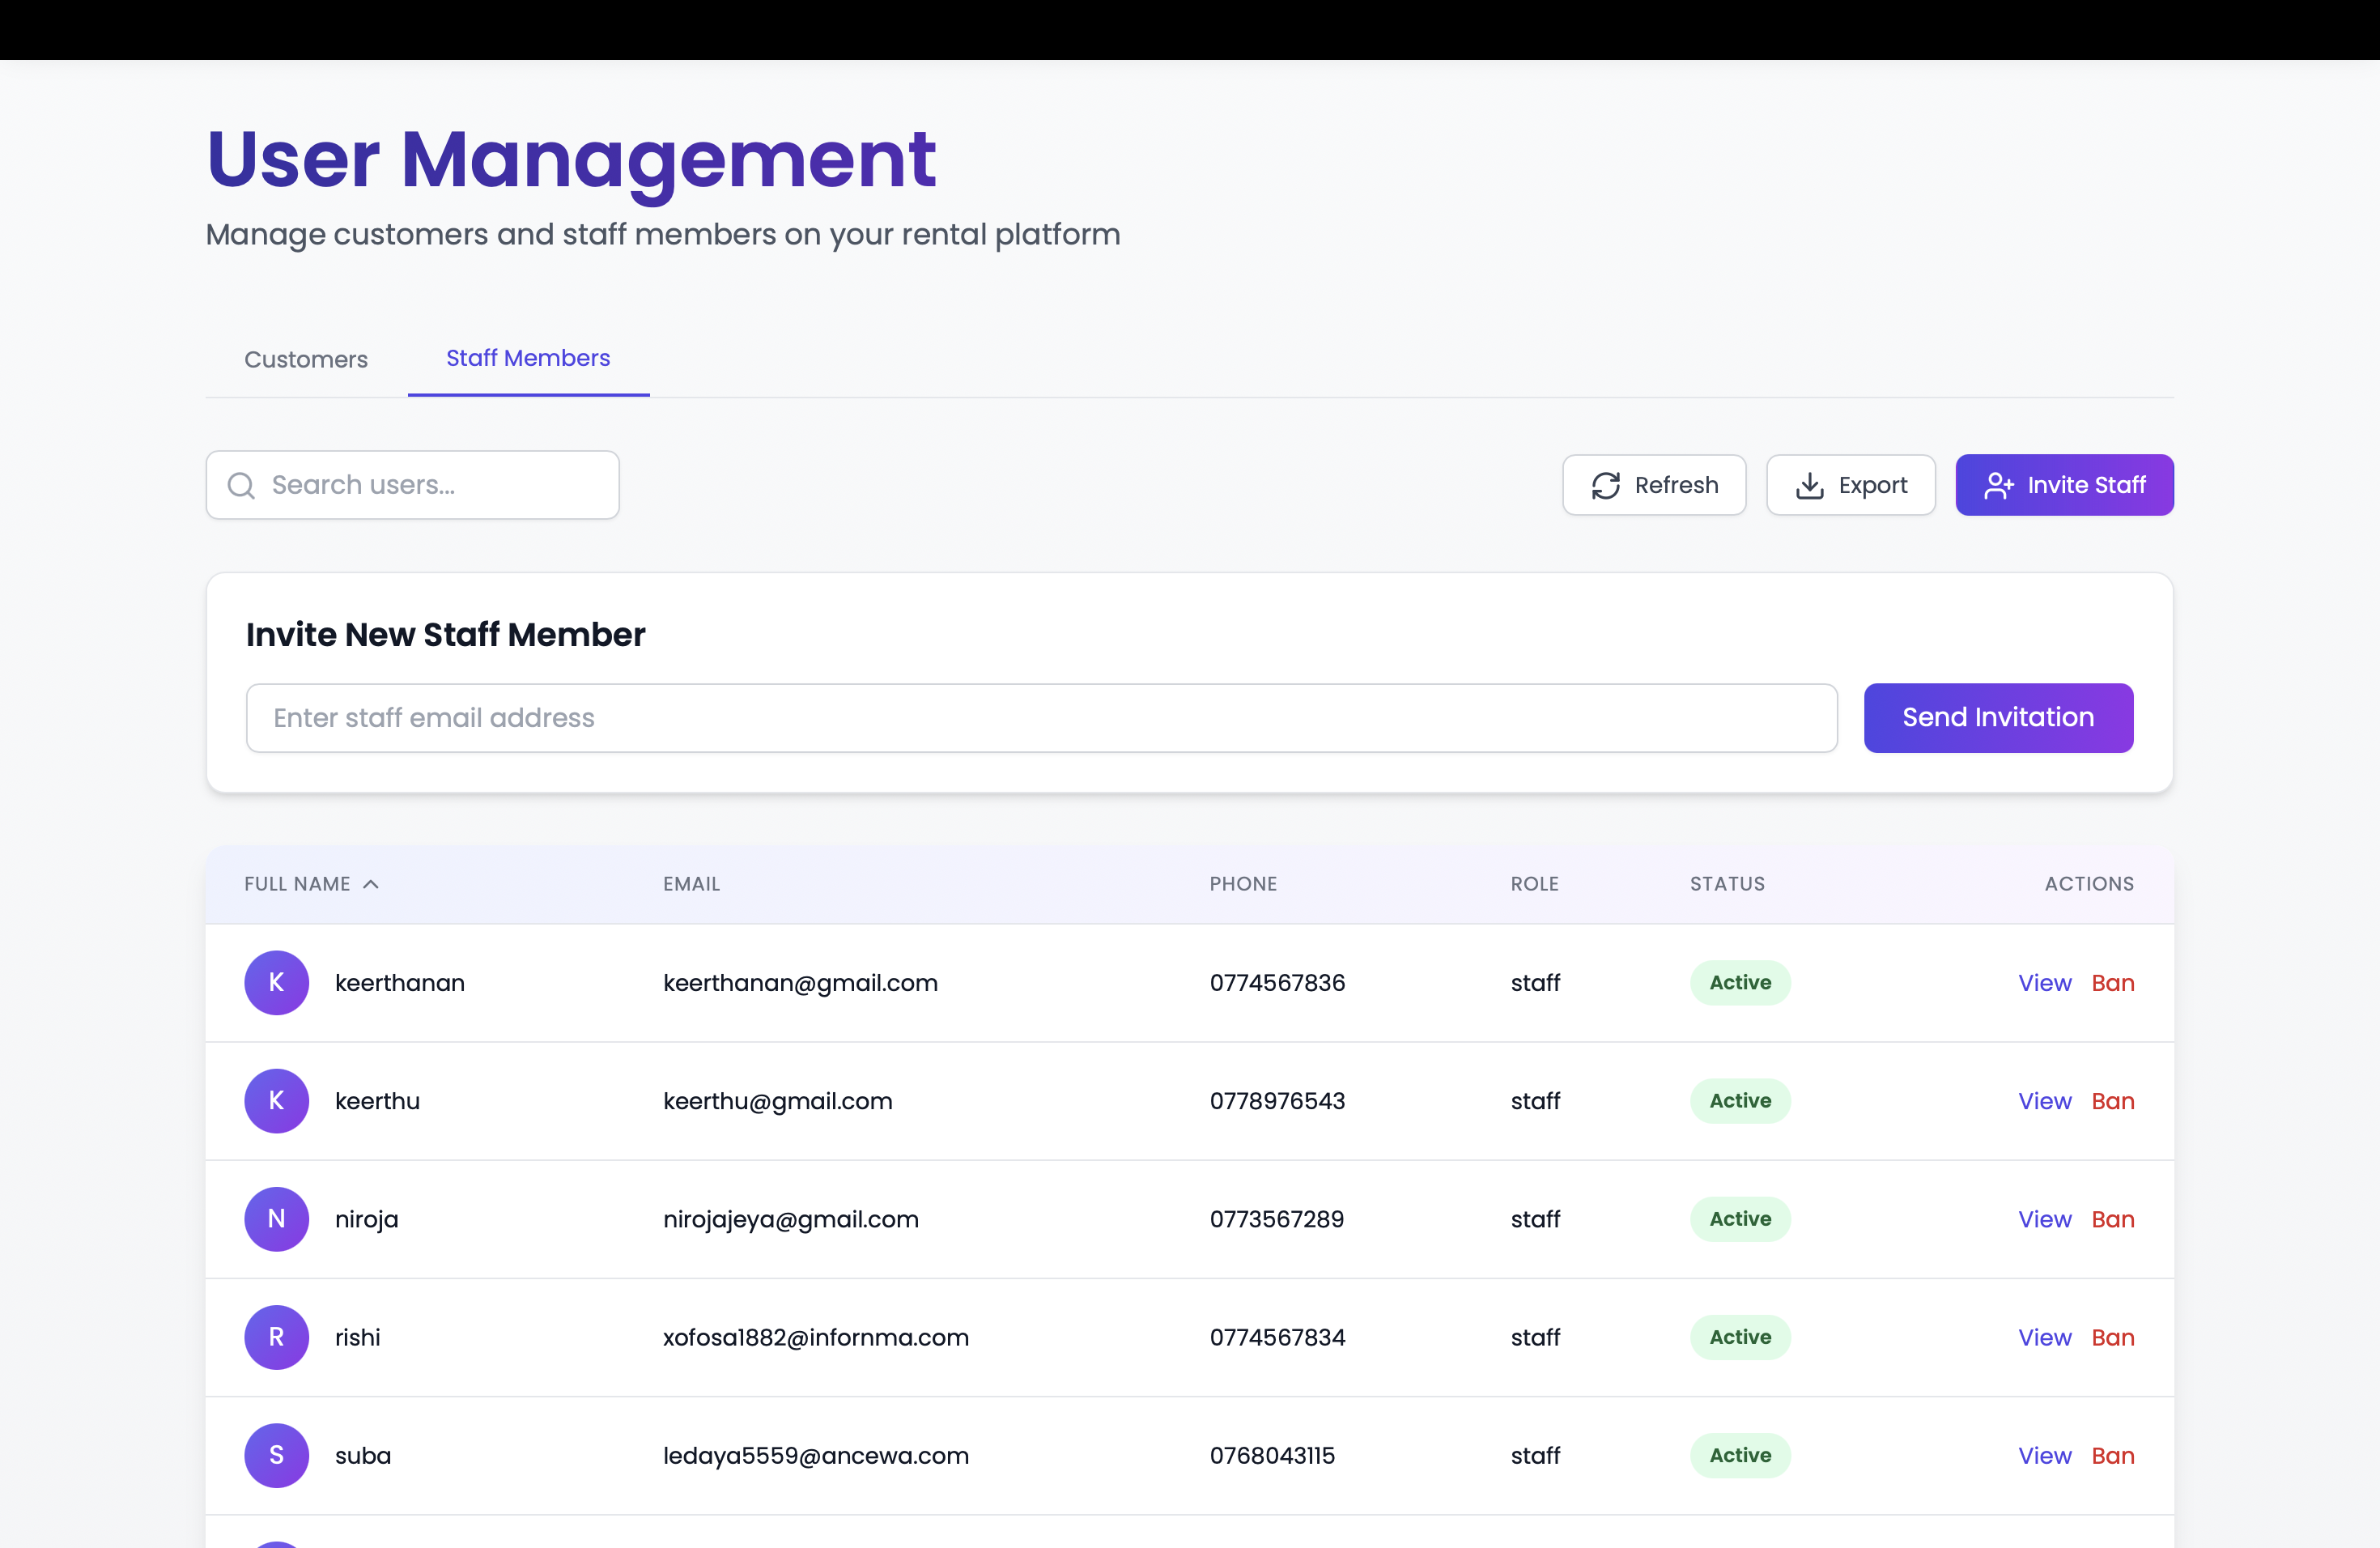 User Management
Manage customers and staff members on your rental platform
Customers Staff Members
Search users... Refresh Export Invite Staff
Invite New Staff Member
Enter staff email address Send Invitation
FULL NAME EMAIL PHONE ROLE STATUS ACTIONS
K keerthanan keerthanan@gmail.com 0774567836 staff Active View Ban
K keerthu keerthu@gmail.com 0778976543 staff Active View Ban
N niroja nirojajeya@gmail.com 0773567289 staff Active View Ban
R rishi xofosa1882@infornma.com 0774567834 staff Active View Ban
S suba ledaya5559@ancewa.com 0768043115 staff Active View Ban